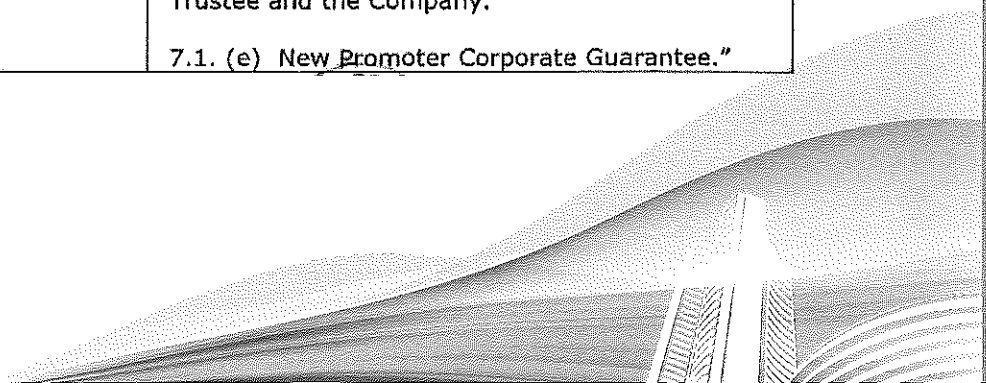 Trustee and the Company.
7.1. (e) New Promoter Corporate Guarantee."